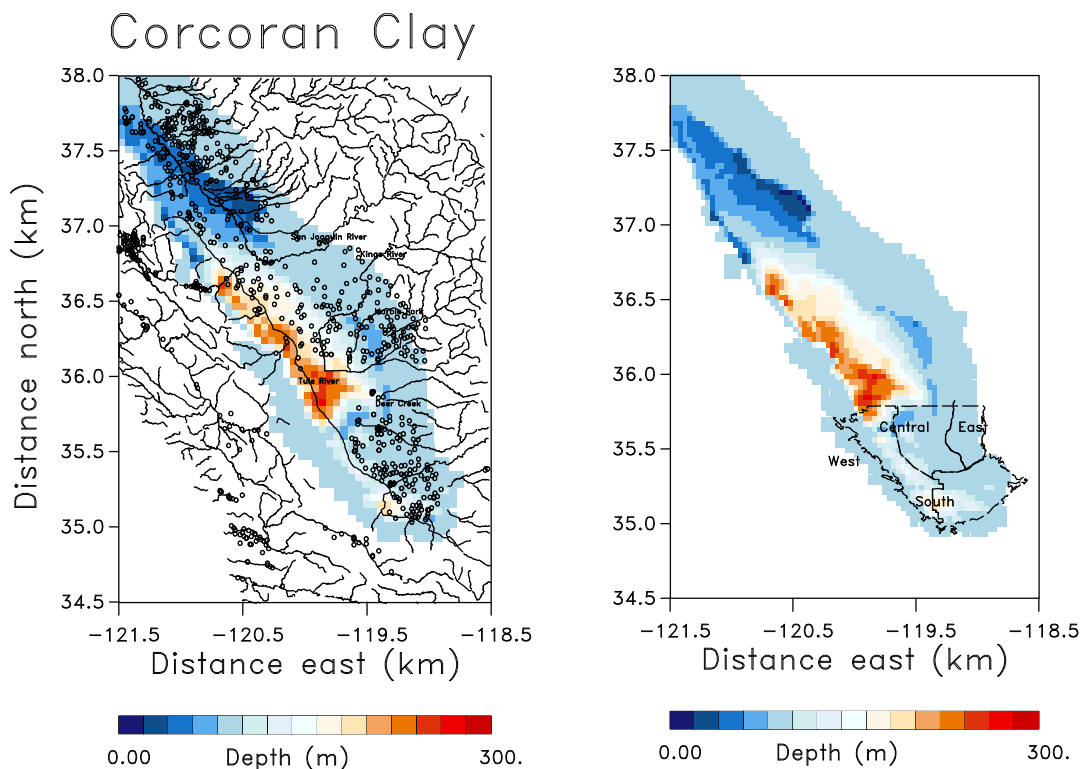 Corcoran Clay
38.0
37.5
37.0
36.5
36.0
35.5
35.0
34.5
Distance north (km)
San Joaquin River
Kings River
Marble Fork
Tule River
Deer Creek
-121.5 -120.5 -119.5 -118.5
Distance east (km)
0.00 Depth (m) 300.
38.0
37.5
37.0
36.5
36.0
35.5
35.0
34.5
Central East
West
South
-121.5 -120.5 -119.5 -118.5
Distance east (km)
0.00 Depth (m) 300.